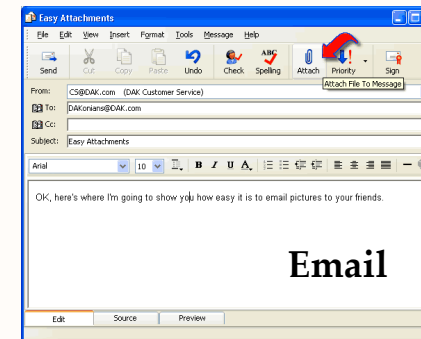 Easy Attachments
File Edit View Insert Format Tools Message Help
Send Cut Copy Paste Undo Check Spelling Attach Priority Sign
Attach File To Message
From: CS@DAK.com (DAK Customer Service)
To: DAKonians@DAK.com
Cc:
Subject: Easy Attachments
Arial 10 B I U A
OK, here's where I'm going to show you how easy it is to email pictures to your friends.
Email
Edit Source Preview